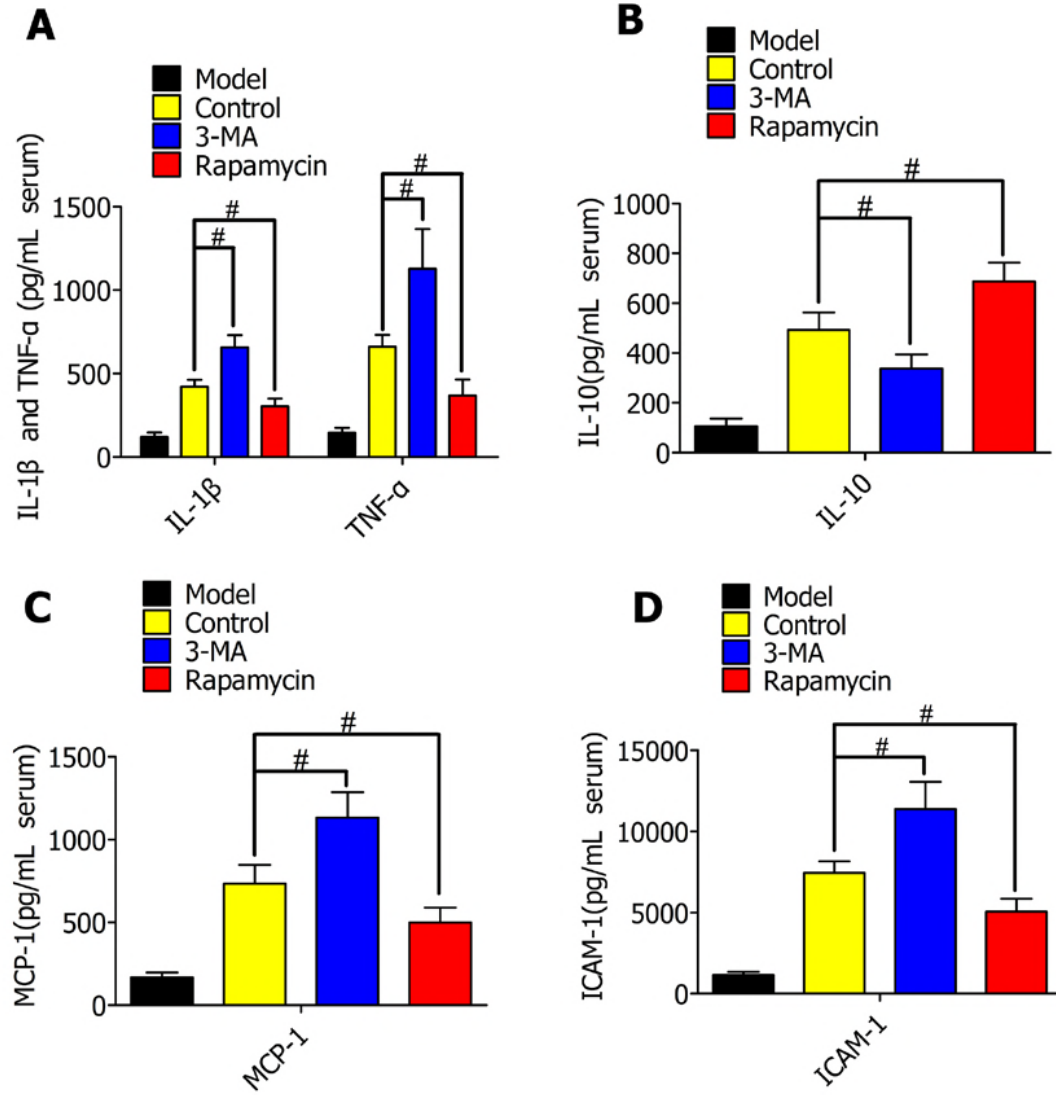 A
Model
Control
3-MA
Rapamycin
IL-1β and TNF-α (pg/mL serum)
1500
1000
500
0
#
#
#
#
IL-1β
TNF-α
B
Model
Control
3-MA
Rapamycin
IL-10(pg/mL serum)
1000
800
600
400
200
0
#
#
IL-10
C
Model
Control
3-MA
Rapamycin
MCP-1(pg/mL serum)
1500
1000
500
0
#
#
MCP-1
D
Model
Control
3-MA
Rapamycin
ICAM-1(pg/mL serum)
15000
10000
5000
0
#
#
ICAM-1